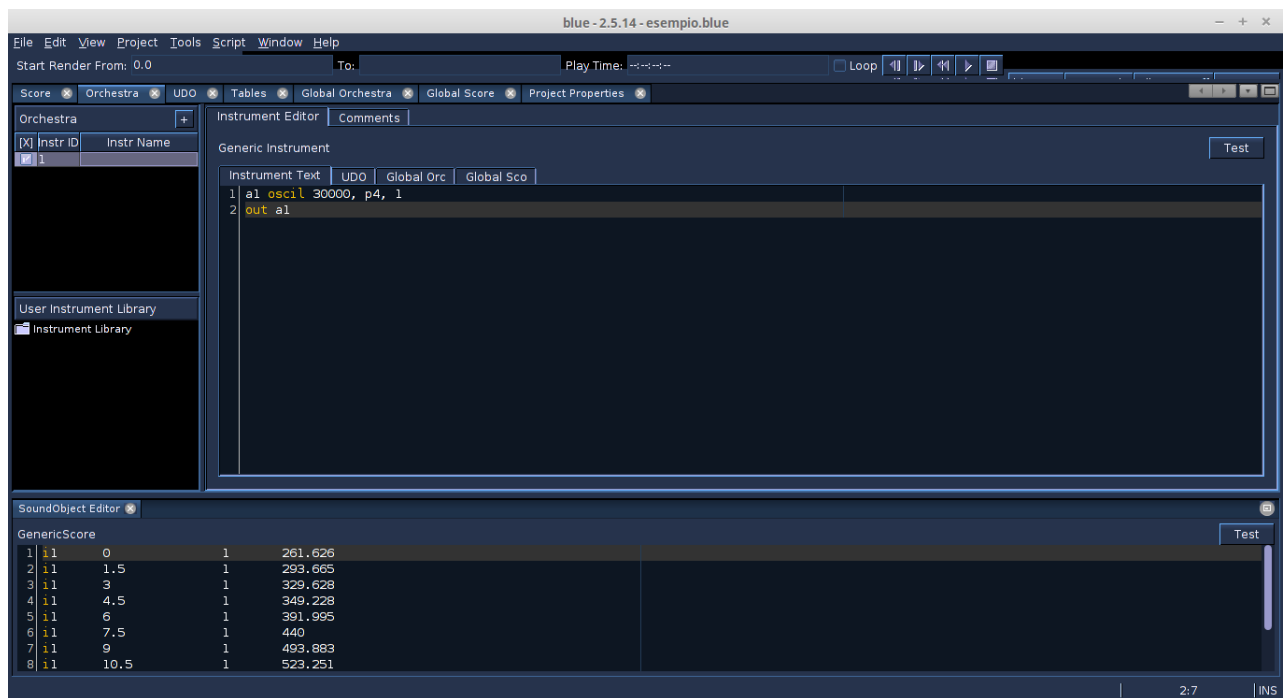 blue - 2.5.14 - esempio.blue
File Edit View Project Tools Script Window Help
Start Render From: 0.0 To: Play Time: --:--:-- Loop
Score Orchestra UDO Tables Global Orchestra Global Score Project Properties
Orchestra +
[X] Instr ID Instr Name
1
User Instrument Library
Instrument Library
Instrument Editor Comments
Generic Instrument Test
Instrument Text UDO Global Orc Global Sco
1 a1 oscil 30000, p4, 1
2 out a1
SoundObject Editor
GenericScore Test
1 i1 0 1 261.626
2 i1 1.5 1 293.665
3 i1 3 1 329.628
4 i1 4.5 1 349.228
5 i1 6 1 391.995
6 i1 7.5 1 440
7 i1 9 1 493.883
8 i1 10.5 1 523.251
2:7 INS